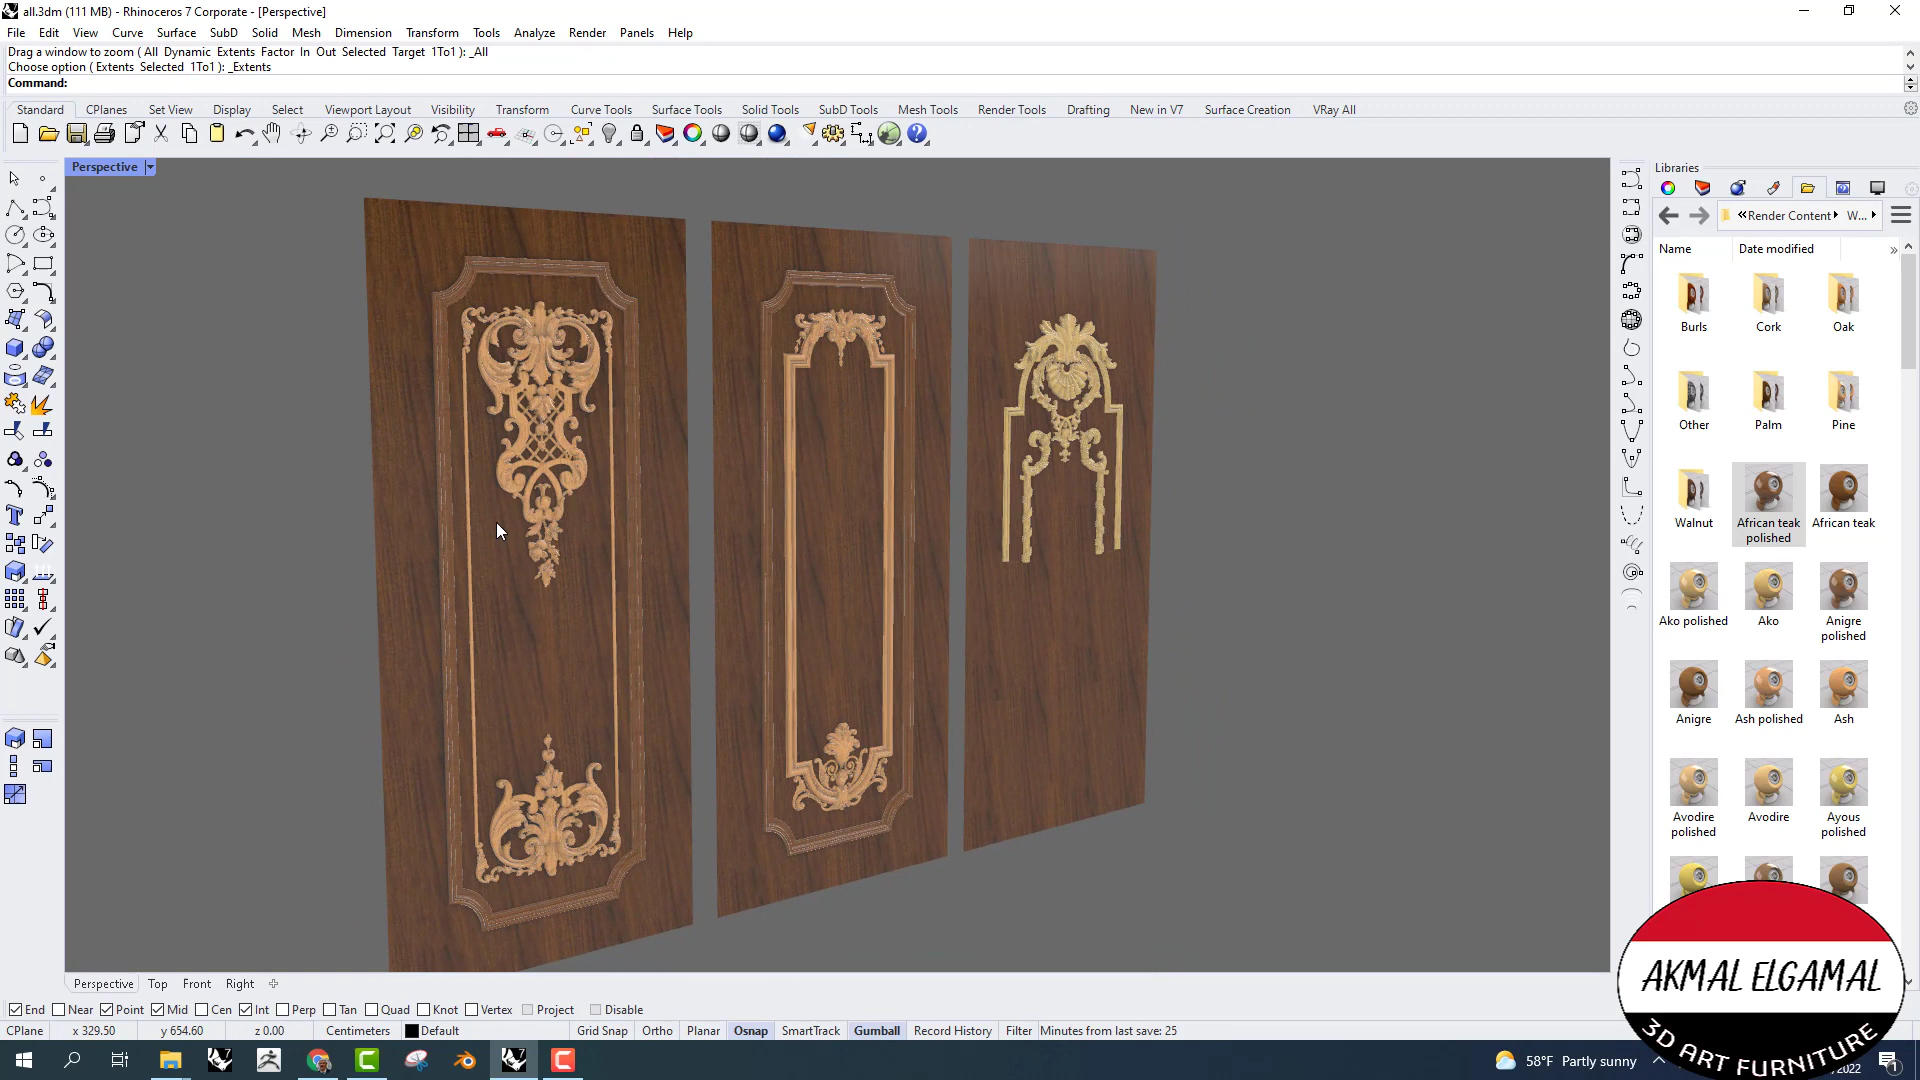 all.3dm (111 MB) - Rhinoceros 7 Corporate - [Perspective]
File Edit View Curve Surface SubD Solid Mesh Dimension Transform Tools Analyze Render Panels Help
Drag a window to zoom ( All Dynamic Extents Factor In Out Selected Target 1To1 ): _All
Choose option ( Extents Selected 1To1 ): _Extents
Command:
Standard CPlanes Set View Display Select Viewport Layout Visibility Transform Curve Tools Surface Tools Solid Tools SubD Tools Mesh Tools Render Tools Drafting New in V7 Surface Creation VRay All
Perspective
Libraries
«Render Content W...
Name Date modified »
Burls Cork Oak
Other Palm Pine
Walnut African teak polished African teak
Ako polished Ako Anigre polished
Anigre Ash polished Ash
Avodire polished Avodire Ayous polished
Perspective Top Front Right
End Near Point Mid Cen Int Perp Tan Quad Knot Vertex Project Disable
CPlane x 329.50 y 654.60 z 0.00 Centimeters Default Grid Snap Ortho Planar Osnap SmartTrack Gumball Record History Filter Minutes from last save: 25
58°F Partly sunny
2022
1
AKMAL ELGAMAL
3D ART FURNITURE